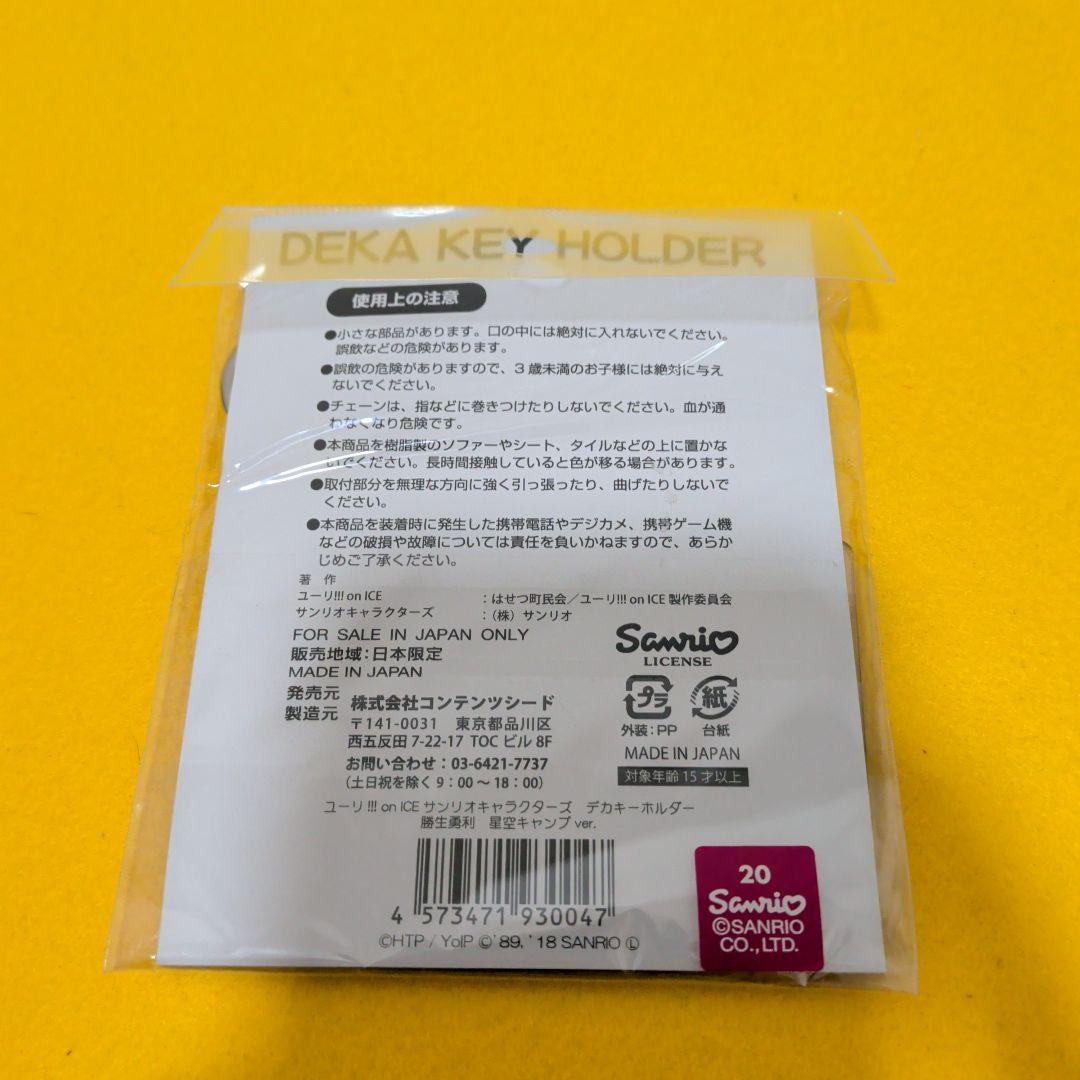 DEKA KEY HOLDER
使用上の注意
●小さな部品があります。口の中には絶対に入れないでください。
誤飲などの危険があります。
●誤飲の危険がありますので、3歳未満のお子様には絶対に与え
ないでください。
●チェーンは、指などに巻きつけたりしないでください。血が通
わなくなり危険です。
●本商品を樹脂製のソファーやシート、タイルなどの上に置かな
いでください。長時間接触していると色が移る場合があります。
●取付部分を無理な方向に強く引っ張ったり、曲げたりしないで
ください。
●本商品を装着時に発生した携帯電話やデジカメ、携帯ゲーム機
などの破損や故障については責任を負いかねますので、あらか
じめご了承ください。
著 作
ユーリ!!! on ICE :はせつ町民会/ユーリ!!! on ICE 製作委員会
サンリオキャラクターズ :(株)サンリオ
FOR SALE IN JAPAN ONLY
販売地域:日本限定
MADE IN JAPAN
発売元
製造元
株式会社コンテンツシード
〒141-0031 東京都品川区
西五反田 7-22-17 TOC ビル 8F
お問い合わせ:03-6421-7737
(土日祝を除く 9:00~18:00)
Sanrio
LICENSE
プラ 紙
外装:PP 台紙
MADE IN JAPAN
対象年齢15才以上
ユーリ!!! on ICE サンリオキャラクターズ デカキーホルダー
勝生勇利 星空キャンプ ver.
4 573471 930047
©HTP / YoIP ©'89, '18 SANRIO Ⓛ
20
Sanrio
©SANRIO
CO., LTD.